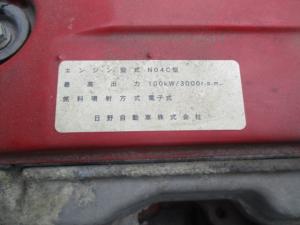 エンジン型式 N04C型
最高出力 100kW/3000r.p.m.
燃料噴射方式 電子式
日野自動車株式会社